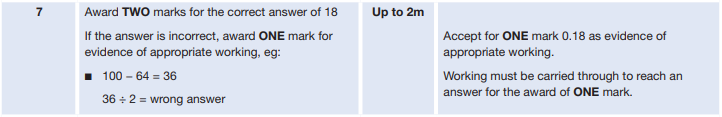 7
Award TWO marks for the correct answer of 18
If the answer is incorrect, award ONE mark for
evidence of appropriate working, eg:
■ 100 − 64 = 36
36 ÷ 2 = wrong answer
Up to 2m
Accept for ONE mark 0.18 as evidence of
appropriate working.
Working must be carried through to reach an
answer for the award of ONE mark.